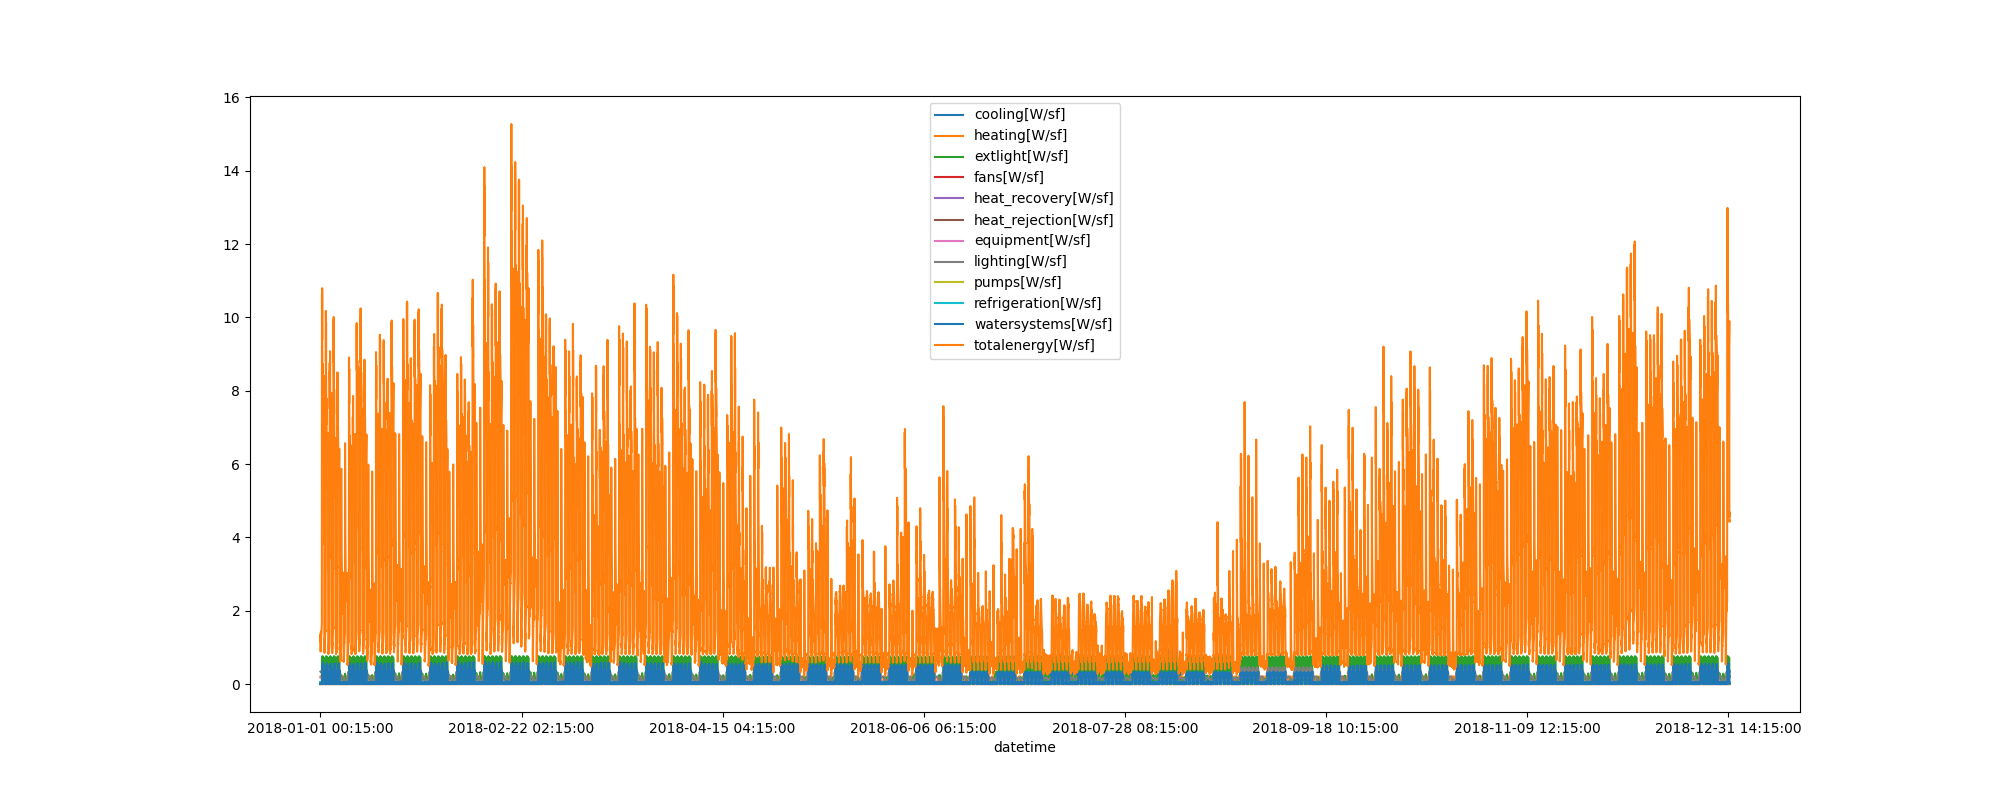 16
14
12
10
8
6
4
2
0
cooling[W/sf]
heating[W/sf]
extlight[W/sf]
fans[W/sf]
heat_recovery[W/sf]
heat_rejection[W/sf]
equipment[W/sf]
lighting[W/sf]
pumps[W/sf]
refrigeration[W/sf]
watersystems[W/sf]
totalenergy[W/sf]
2018-01-01 00:15:00 2018-02-22 02:15:00 2018-04-15 04:15:00 2018-06-06 06:15:00 2018-07-28 08:15:00 2018-09-18 10:15:00 2018-11-09 12:15:00 2018-12-31 14:15:00
datetime